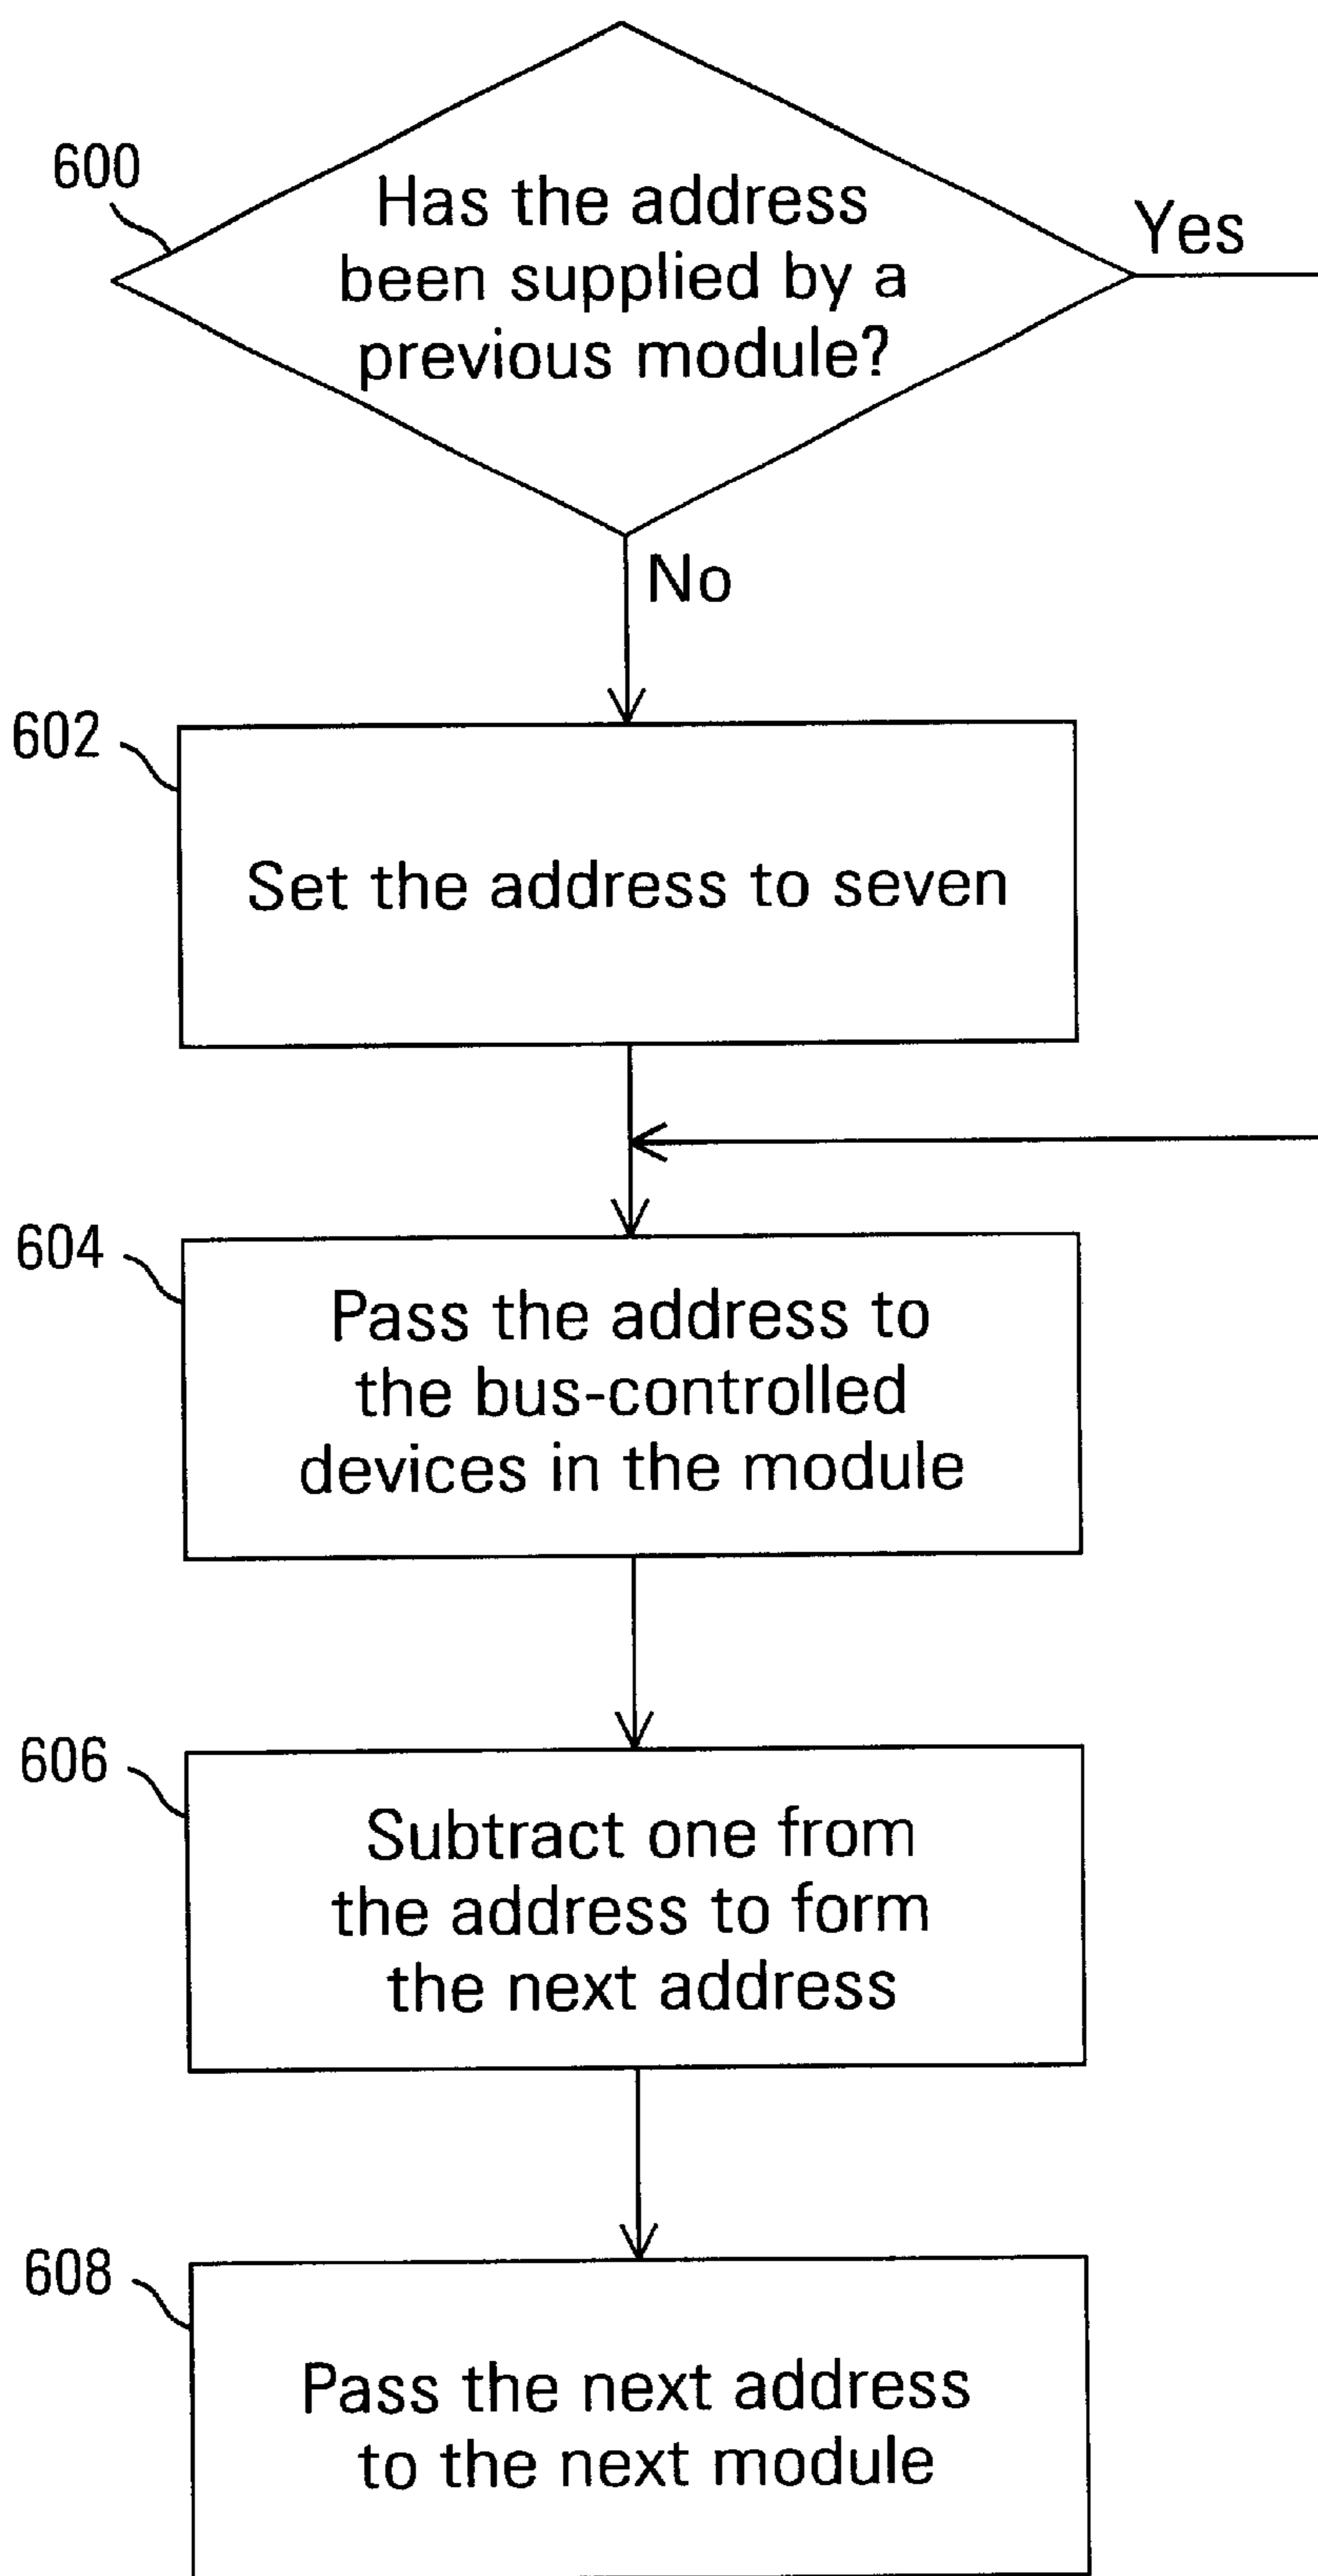 600
Has the address
been supplied by a
previous module?
Yes
No
602
Set the address to seven
604
Pass the address to
the bus-controlled
devices in the module
606
Subtract one from
the address to form
the next address
608
Pass the next address
to the next module